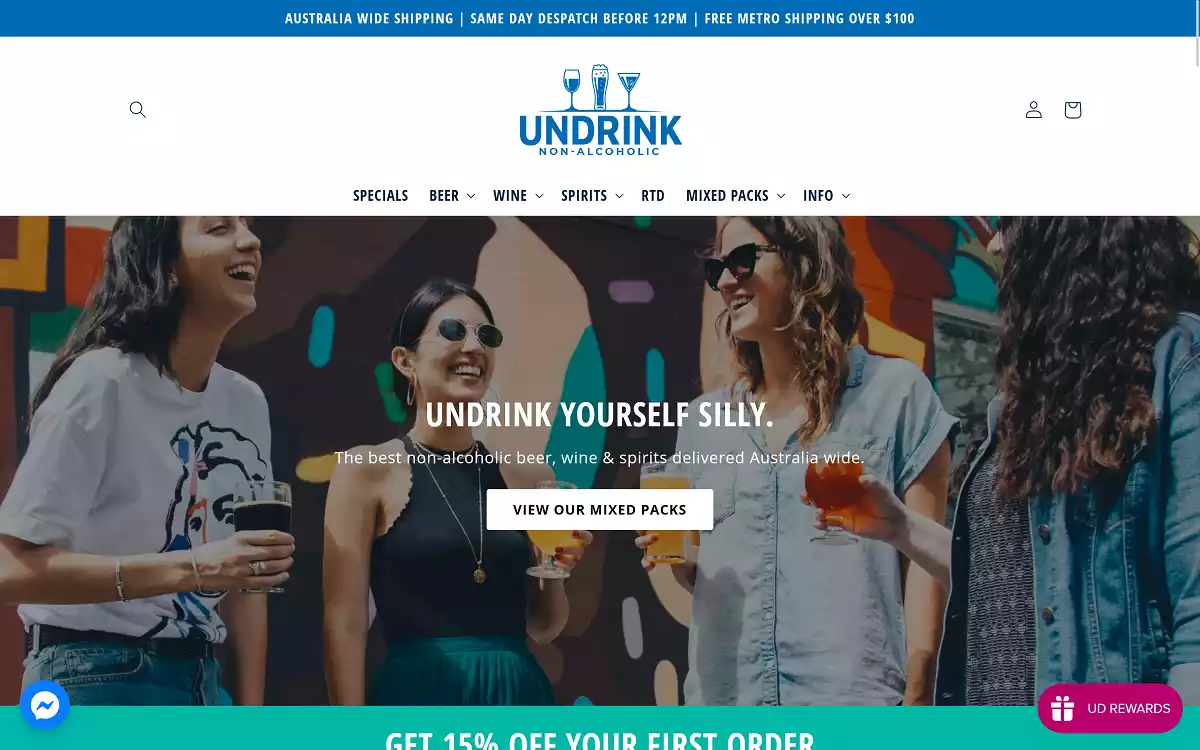 AUSTRALIA WIDE SHIPPING | SAME DAY DESPATCH BEFORE 12PM | FREE METRO SHIPPING OVER $100
UNDRINK
NON-ALCOHOLIC
SPECIALS BEER WINE SPIRITS RTD MIXED PACKS INFO
UNDRINK YOURSELF SILLY.
The best non-alcoholic beer, wine & spirits delivered Australia wide.
VIEW OUR MIXED PACKS
UD REWARDS
GET 15% OFF YOUR FIRST ORDER